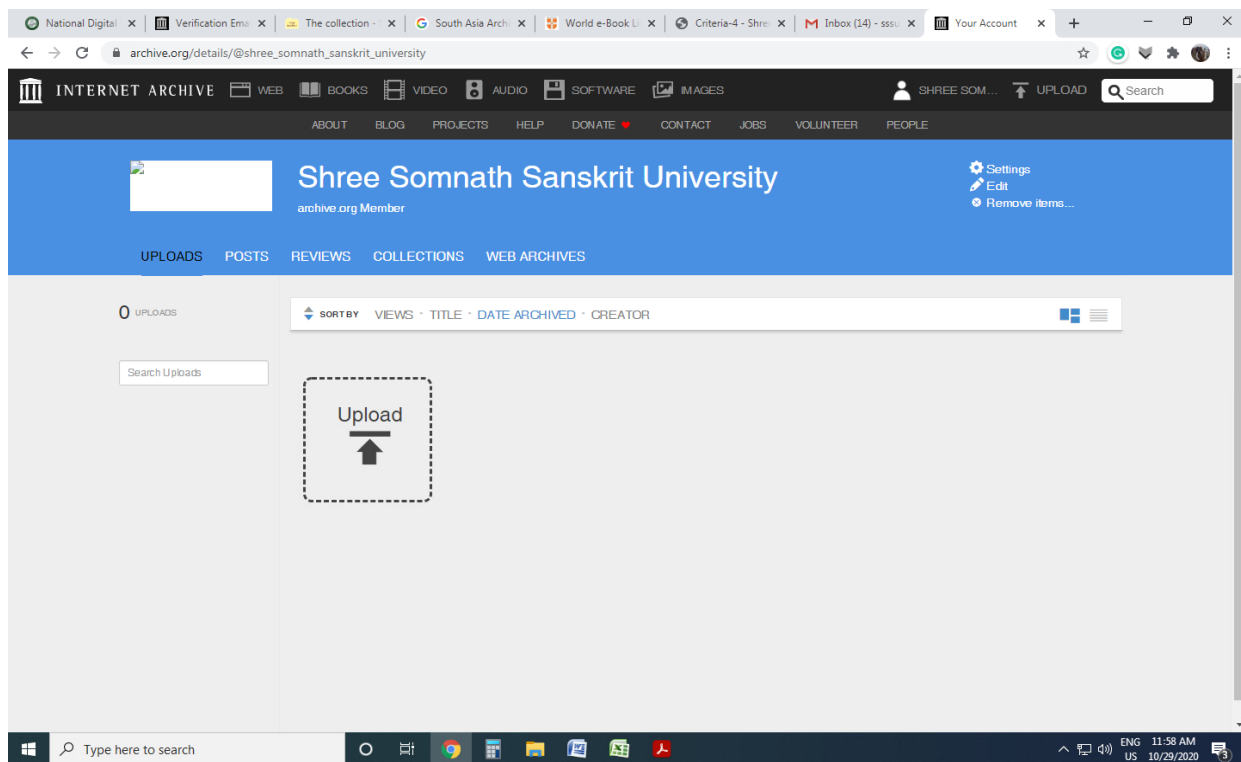 National Digital
Verification Ema
The collection -
South Asia Archi
World e-Book Li
Criteria-4 - Shre
Inbox (14) - sssu
Your Account
archive.org/details/@shree_somnath_sanskrit_university
INTERNET ARCHIVE WEB BOOKS VIDEO AUDIO SOFTWARE IMAGES SHREE SOM... UPLOAD Search
ABOUT BLOG PROJECTS HELP DONATE CONTACT JOBS VOLUNTEER PEOPLE
Shree Somnath Sanskrit University
archive.org Member
Settings
Edit
Remove items...
UPLOADS POSTS REVIEWS COLLECTIONS WEB ARCHIVES
0 UPLOADS
SORT BY VIEWS · TITLE · DATE ARCHIVED · CREATOR
Search Uploads
Upload
Type here to search
ENG 11:58 AM
US 10/29/2020
3